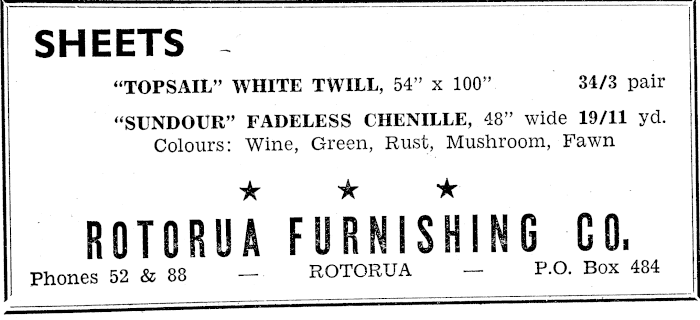 SHEETS
“TOPSAIL” WHITE TWILL, 54” x 100” 34/3 pair
“SUNDOUR” FADELESS CHENILLE, 48” wide 19/11 yd.
Colours: Wine, Green, Rust, Mushroom, Fawn
ROTORUA FURNISHING CO.
Phones 52 & 88 — ROTORUA — P.O. Box 484